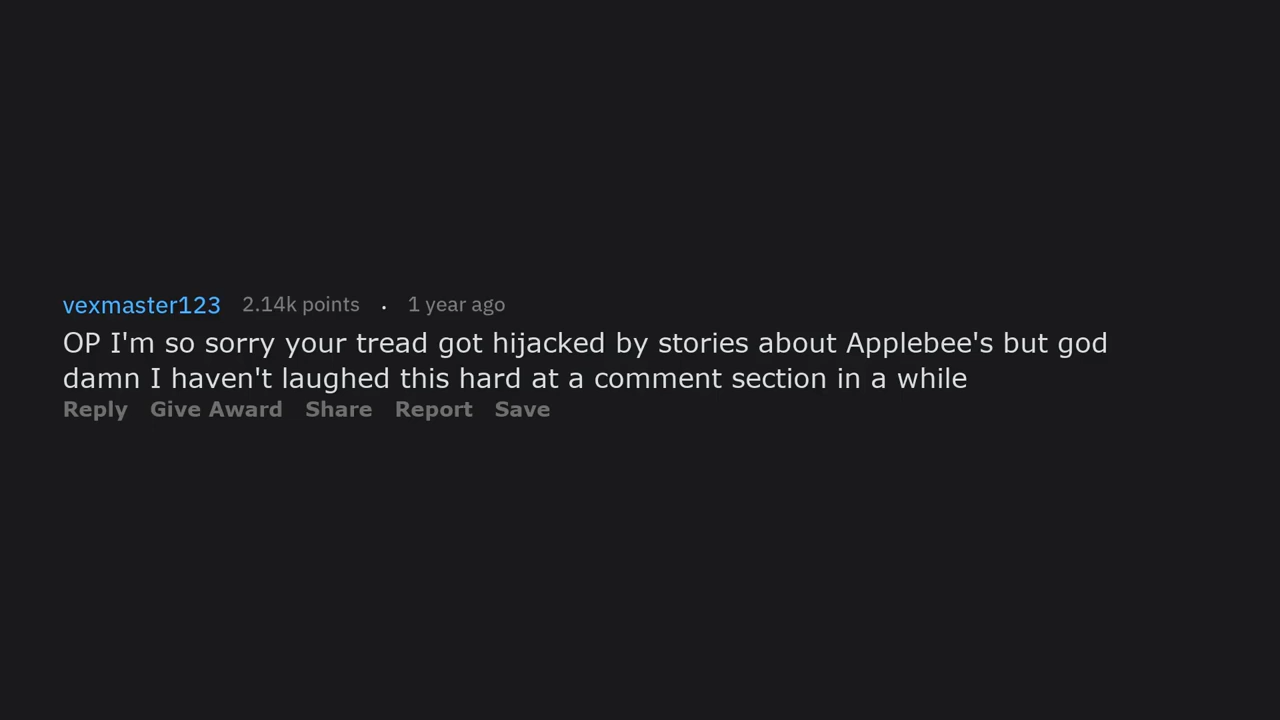 vexmaster123 2.14k points · 1 year ago
OP I'm so sorry your tread got hijacked by stories about Applebee's but god
damn I haven't laughed this hard at a comment section in a while
Reply Give Award Share Report Save